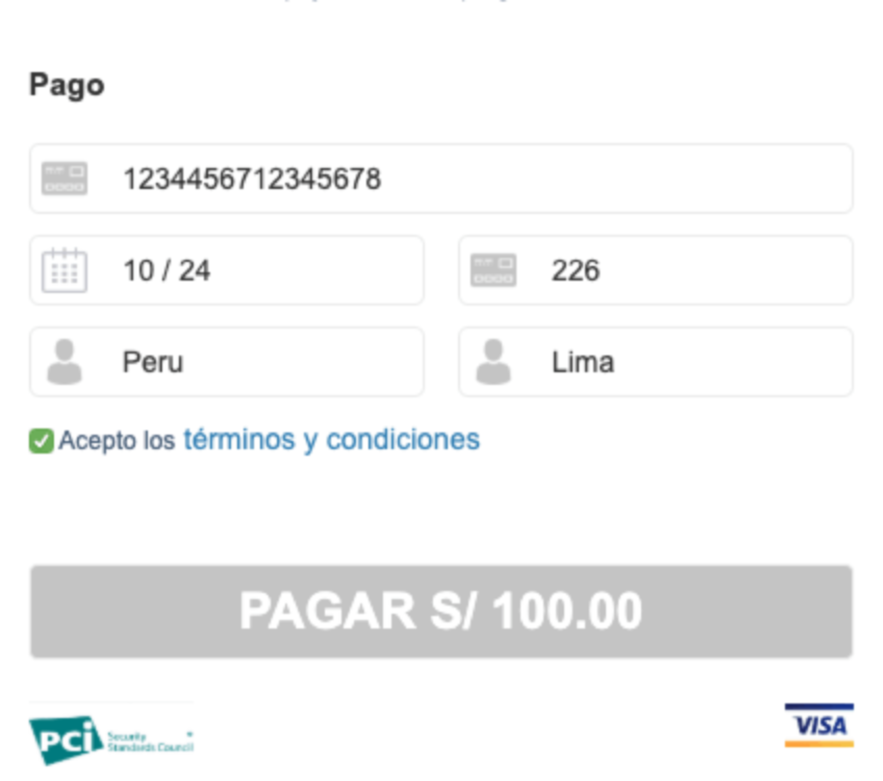 Pago
1234456712345678
10 / 24
226
Peru
Lima
Acepto los términos y condiciones
PAGAR S/ 100.00
PCi Security
Standards Council
VISA